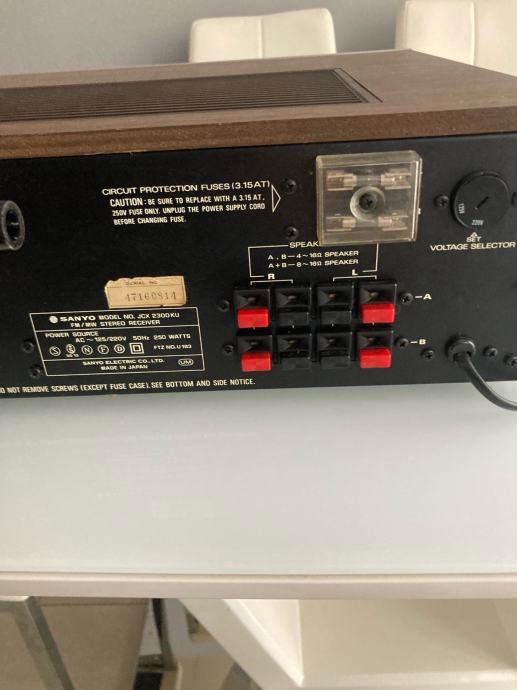 CIRCUIT PROTECTION FUSES (3.15AT)
CAUTION: BE SURE TO REPLACE WITH A 3.15 AT,
250V FUSE ONLY. UNPLUG THE POWER SUPPLY CORD
BEFORE CHANGING FUSE.
220V
SET
VOLTAGE SELECTOR
SPEAK
A, B—4~16Ω SPEAKER
A+B—8~16Ω SPEAKER
R
L
A
B
SERIAL NO.
47160814
SANYO MODEL NO. JCX 2300KU
FM/MW STEREO RECEIVER
POWER SOURCE
AC ~ 125/220V 50Hz 250 WATTS
S N F D FTZ NO. U 183
SANYO ELECTRIC CO., LTD.
MADE IN JAPAN
UM
O NOT REMOVE SCREWS (EXCEPT FUSE CASE). SEE BOTTOM AND SIDE NOTICE.